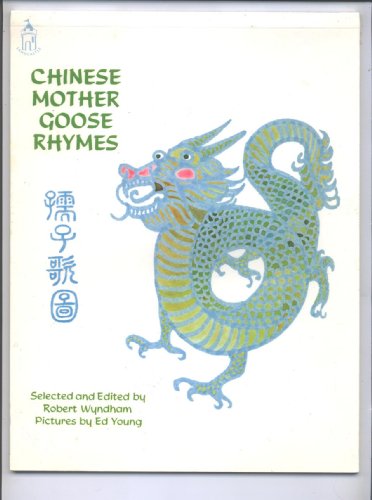 CHINESE
MOTHER
GOOSE
RHYMES
孺
子
歌
圖
Selected and Edited by
Robert Wyndham
Pictures by Ed Young